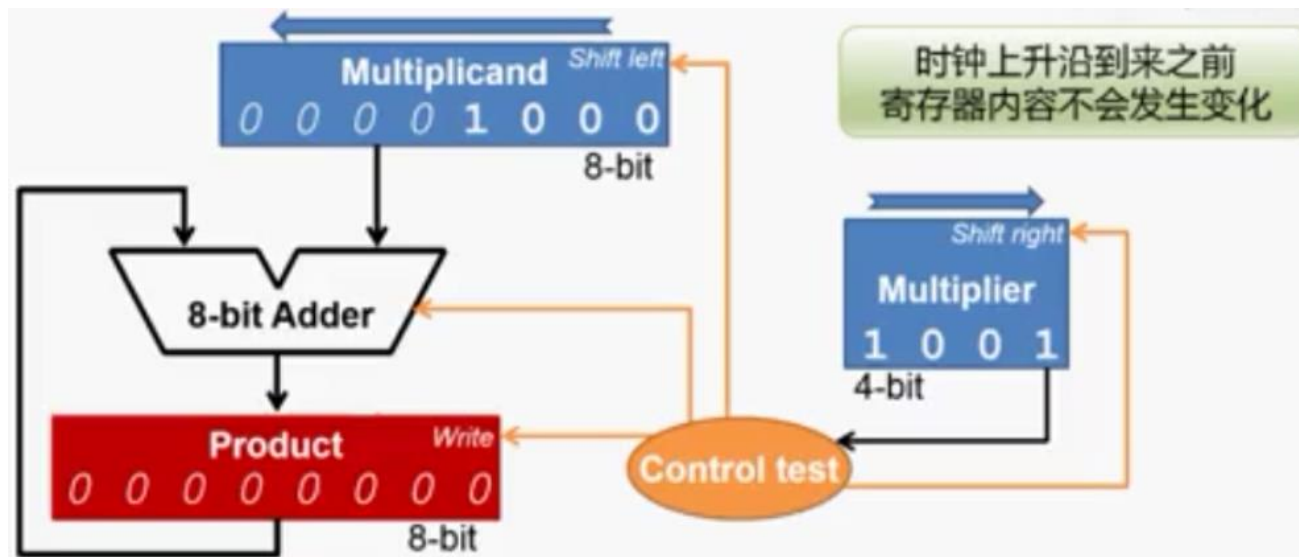 Shift left
Multiplicand
0 0 0 0 1 0 0 0
8-bit
时钟上升沿到来之前
寄存器内容不会发生变化
Shift right
Multiplier
1 0 0 1
4-bit
8-bit Adder
Product
Write
0 0 0 0 0 0 0 0
8-bit
Control test